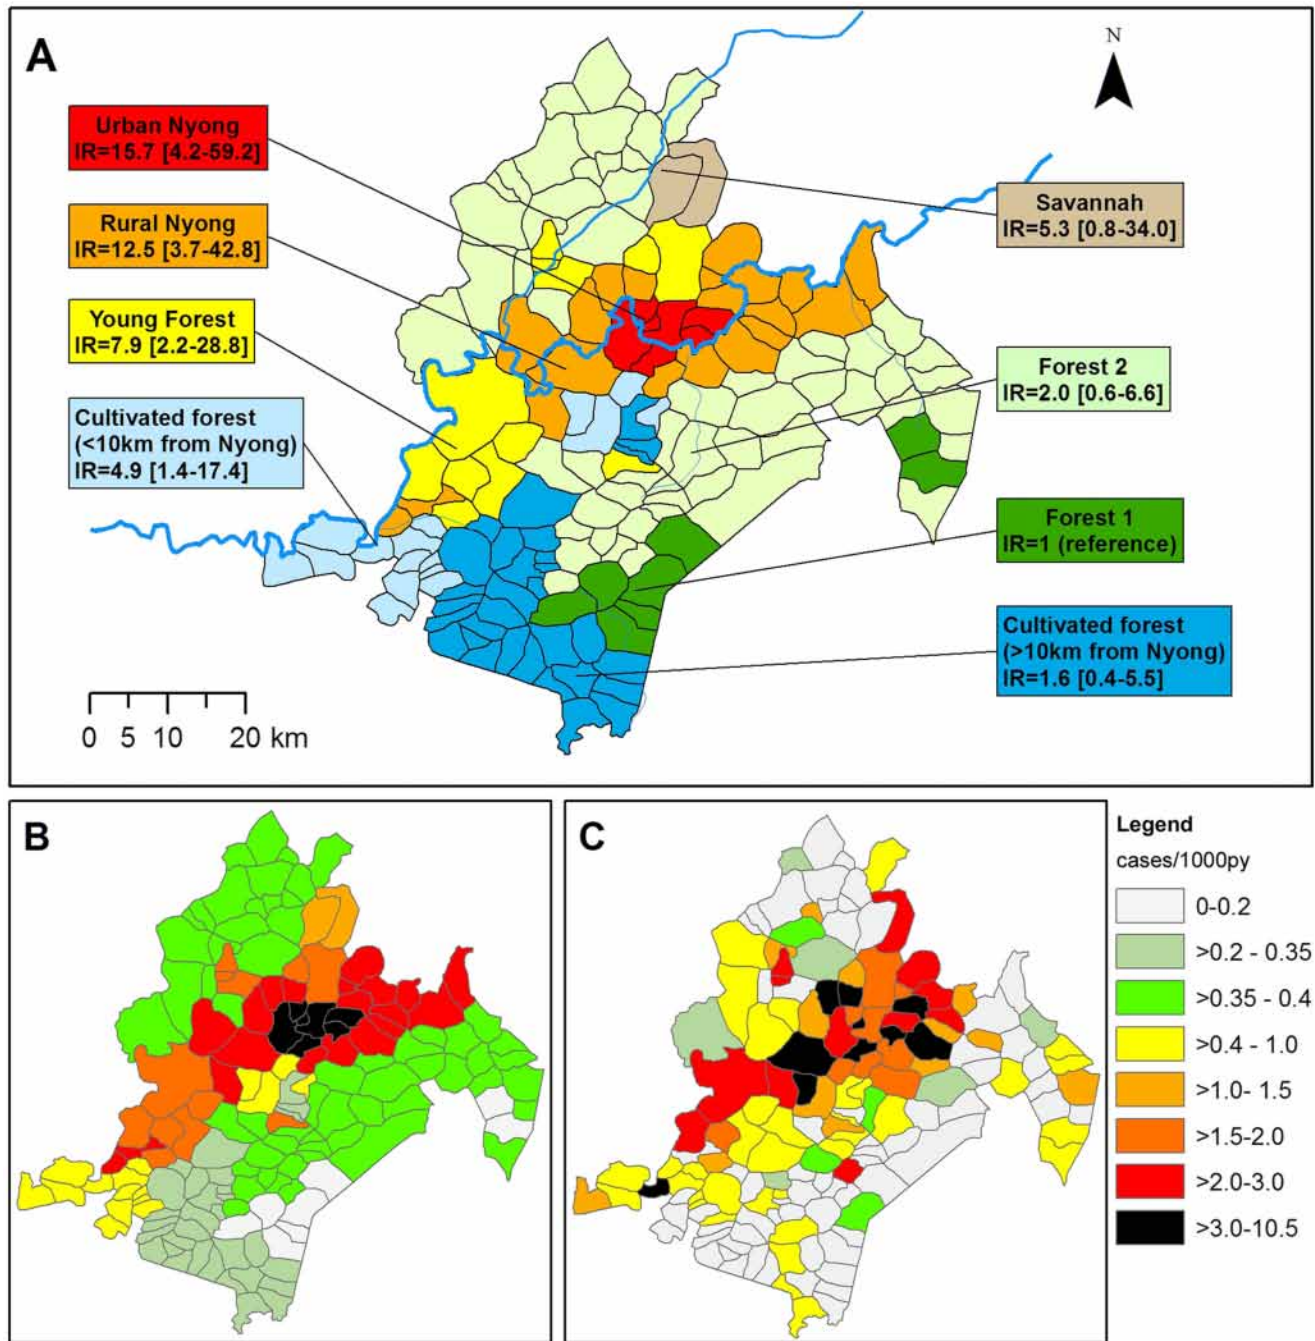 A
N
Urban Nyong
IR=15.7 [4.2-59.2]
Rural Nyong
IR=12.5 [3.7-42.8]
Young Forest
IR=7.9 [2.2-28.8]
Cultivated forest
(<10km from Nyong)
IR=4.9 [1.4-17.4]
Savannah
IR=5.3 [0.8-34.0]
Forest 2
IR=2.0 [0.6-6.6]
Forest 1
IR=1 (reference)
Cultivated forest
(>10km from Nyong)
IR=1.6 [0.4-5.5]
0 5 10 20 km
B
C
Legend
cases/1000py
0-0.2
>0.2 - 0.35
>0.35 - 0.4
>0.4 - 1.0
>1.0- 1.5
>1.5-2.0
>2.0-3.0
>3.0-10.5